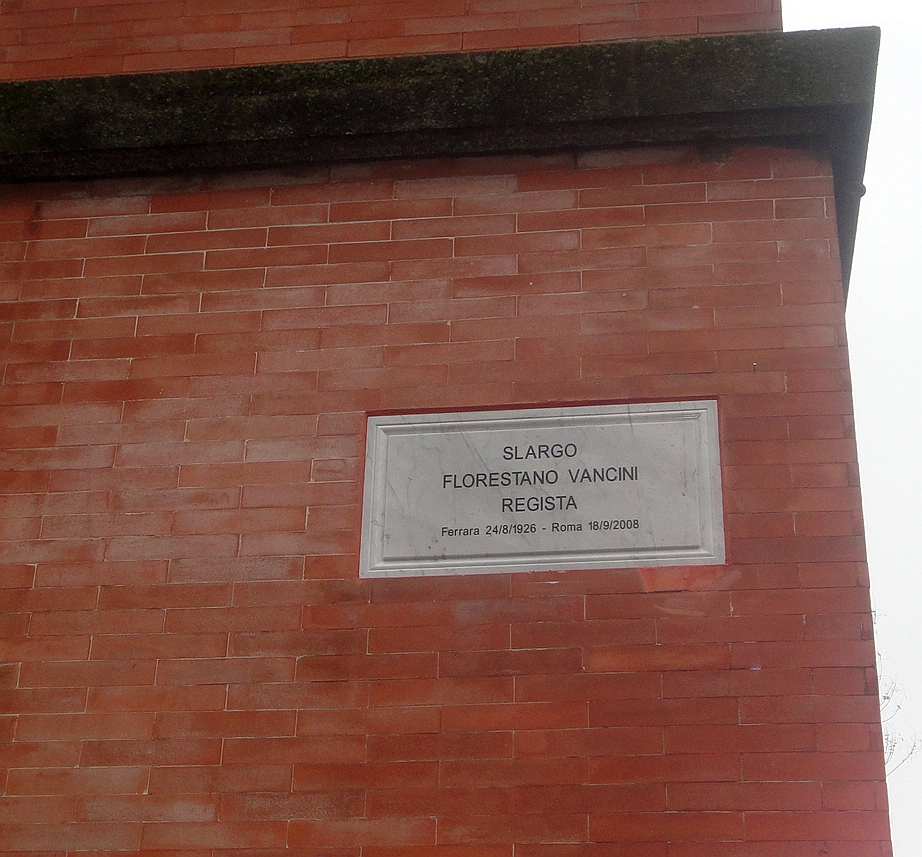 SLARGO
FLORESTANO VANCINI
REGISTA
Ferrara 24/8/1926 - Roma 18/9/2008